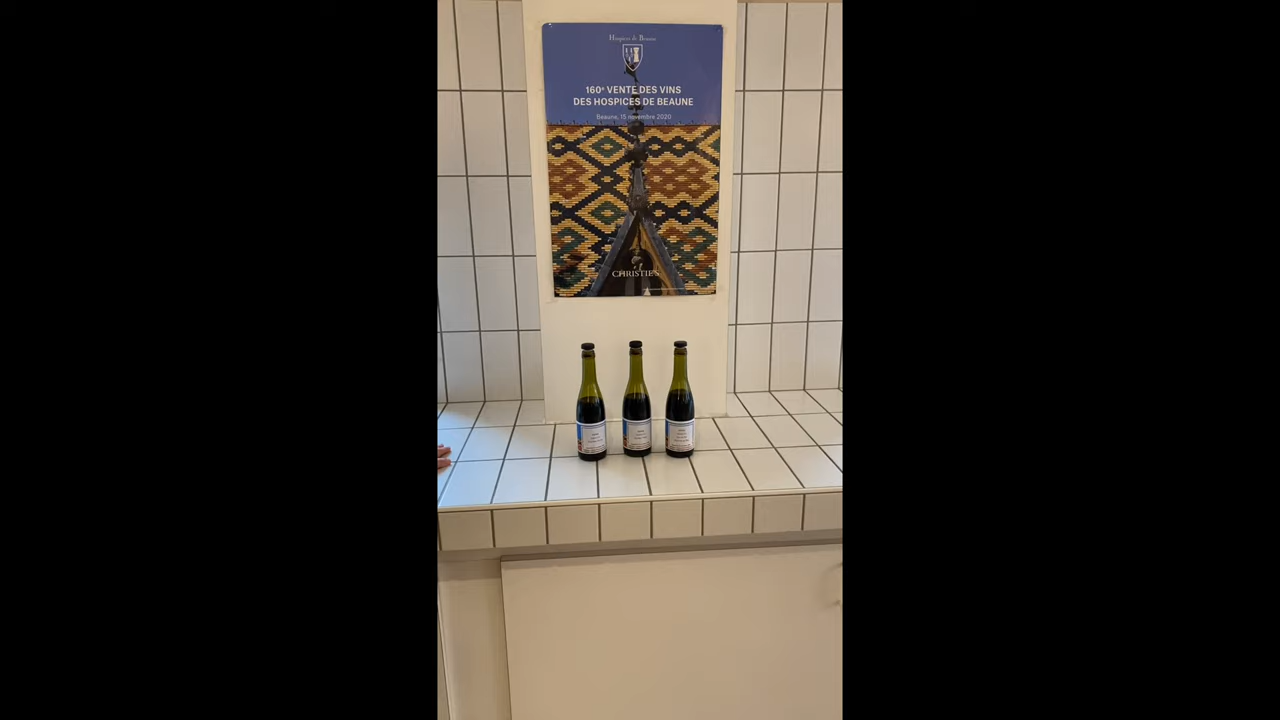 Hospices de Beaune
160e VENTE DES VINS
DES HOSPICES DE BEAUNE
Beaune, 15 novembre 2020
CHRISTIE'S